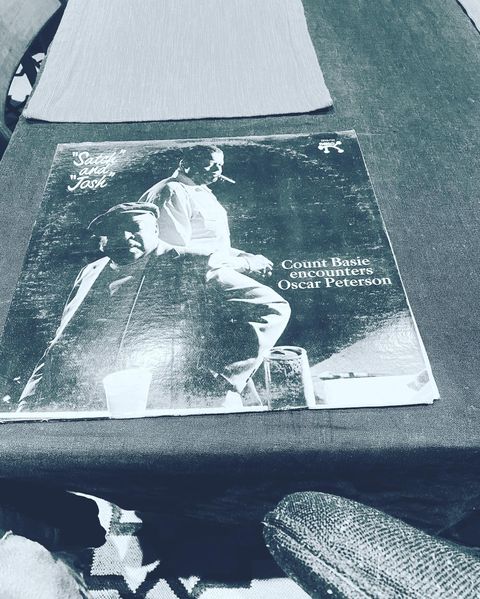 "Satch"
and
"Josh"
Count Basie
encounters
Oscar Peterson